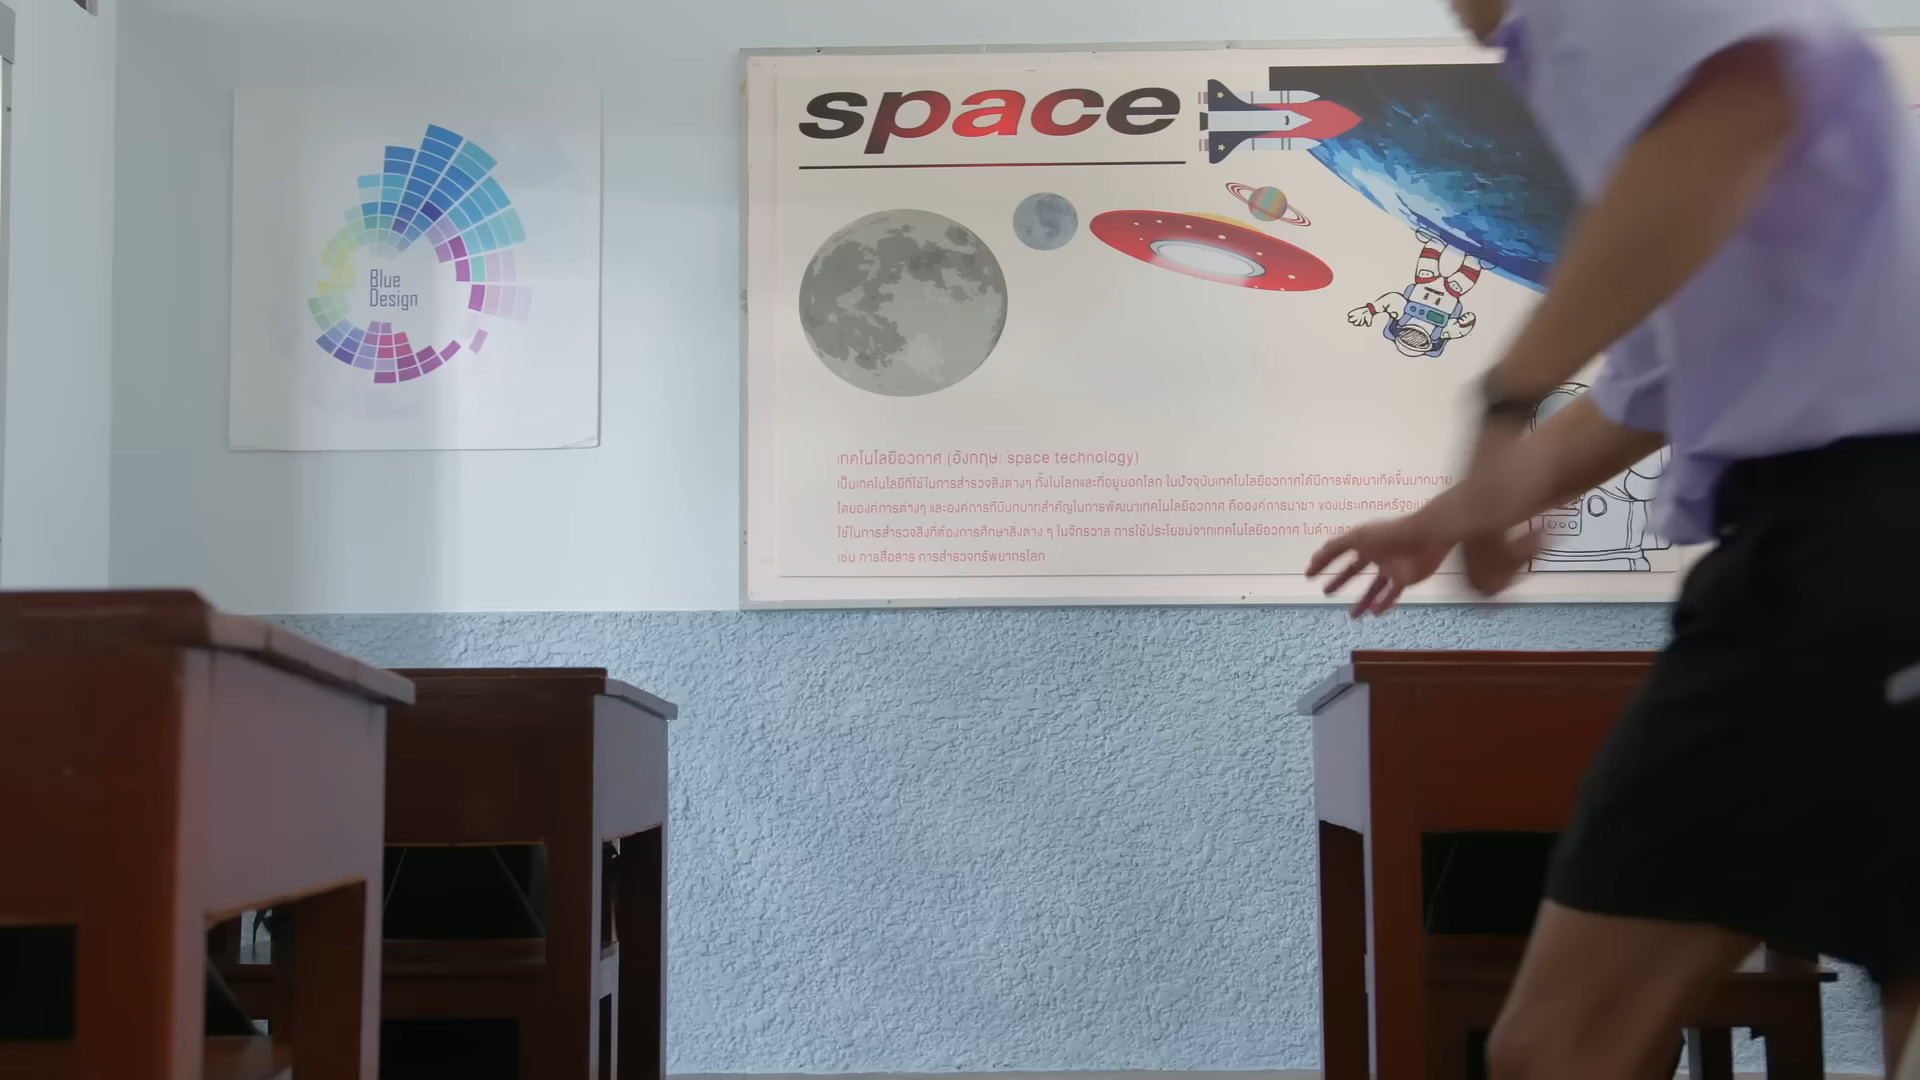 Blue
Design
space
เทคโนโลยีอวกาศ (อังกฤษ: space technology)
เป็นเทคโนโลยีที่ใช้ในการสำรวจสิ่งต่างๆ ทั้งในโลกและที่อยู่นอกโลก ในปัจจุบันเทคโนโลยีอวกาศได้มีการพัฒนาเกิดขึ้นมากมาย
โดยองค์การต่างๆ และองค์การที่มีบทบาทสำคัญในการพัฒนาเทคโนโลยีอวกาศ คือองค์การนาซา ของประเทศสหรัฐอเมริ
ใช้ในการสำรวจสิ่งที่ต้องการศึกษาสิ่งต่าง ๆ ในจักรวาล การใช้ประโยชน์จากเทคโนโลยีอวกาศ ในด้านต่า
เช่น การสื่อสาร การสำรวจทรัพยากรโลก